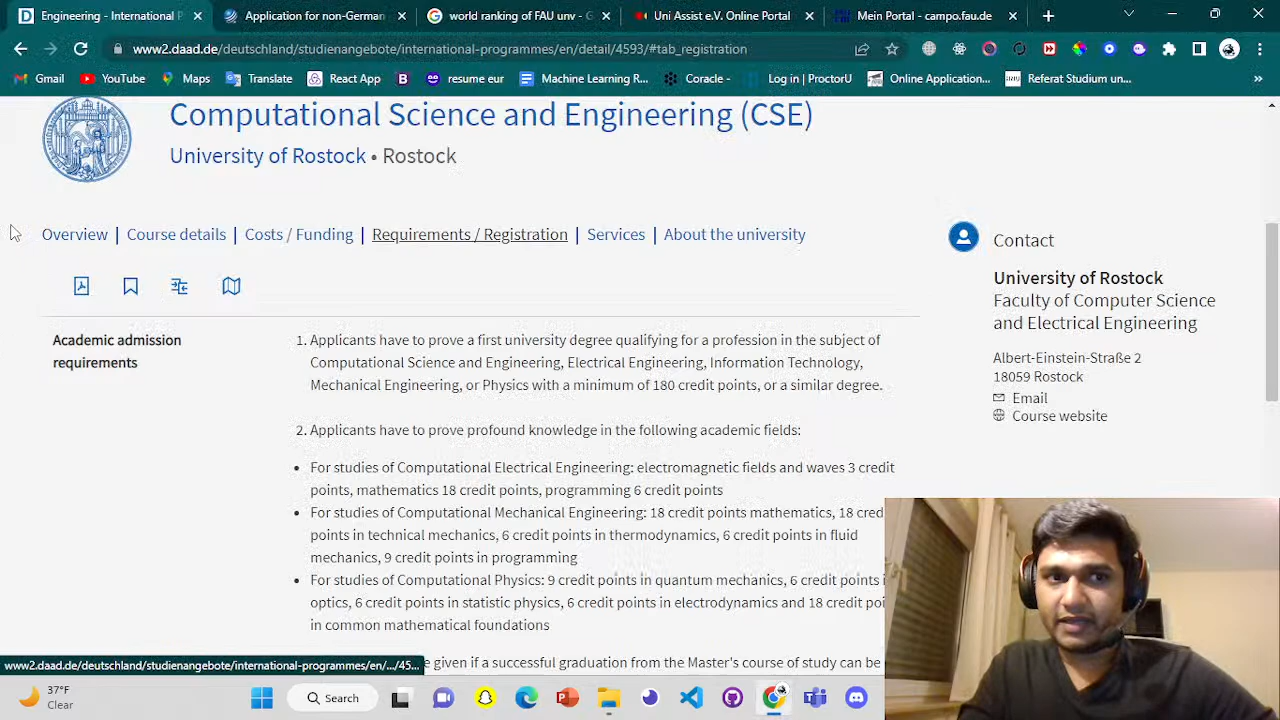 Engineering - International P
Application for non-German
world ranking of FAU unv - G
Uni Assist e.V. Online Portal
Mein Portal - campo.fau.de
www2.daad.de/deutschland/studienangebote/international-programmes/en/detail/4593/#tab_registration
Gmail
YouTube
Maps
Translate
React App
B
resume eur
Machine Learning R...
Coracle -
Log in | ProctorU
Online Application...
Referat Studium un...
»
Computational Science and Engineering (CSE)
University of Rostock • Rostock
Overview | Course details | Costs / Funding | Requirements / Registration | Services | About the university
Contact
University of Rostock
Faculty of Computer Science
and Electrical Engineering
Albert-Einstein-Straße 2
18059 Rostock
Email
Course website
Academic admission
requirements
1. Applicants have to prove a first university degree qualifying for a profession in the subject of
Computational Science and Engineering, Electrical Engineering, Information Technology,
Mechanical Engineering, or Physics with a minimum of 180 credit points, or a similar degree.
2. Applicants have to prove profound knowledge in the following academic fields:
• For studies of Computational Electrical Engineering: electromagnetic fields and waves 3 credit
points, mathematics 18 credit points, programming 6 credit points
• For studies of Computational Mechanical Engineering: 18 credit points mathematics, 18 cred
points in technical mechanics, 6 credit points in thermodynamics, 6 credit points in fluid
mechanics, 9 credit points in programming
• For studies of Computational Physics: 9 credit points in quantum mechanics, 6 credit points i
optics, 6 credit points in statistic physics, 6 credit points in electrodynamics and 18 credit poi
in common mathematical foundations
e given if a successful graduation from the Master's course of study can be
www2.daad.de/deutschland/studienangebote/international-programmes/en/.../45...
37°F
Clear
Search